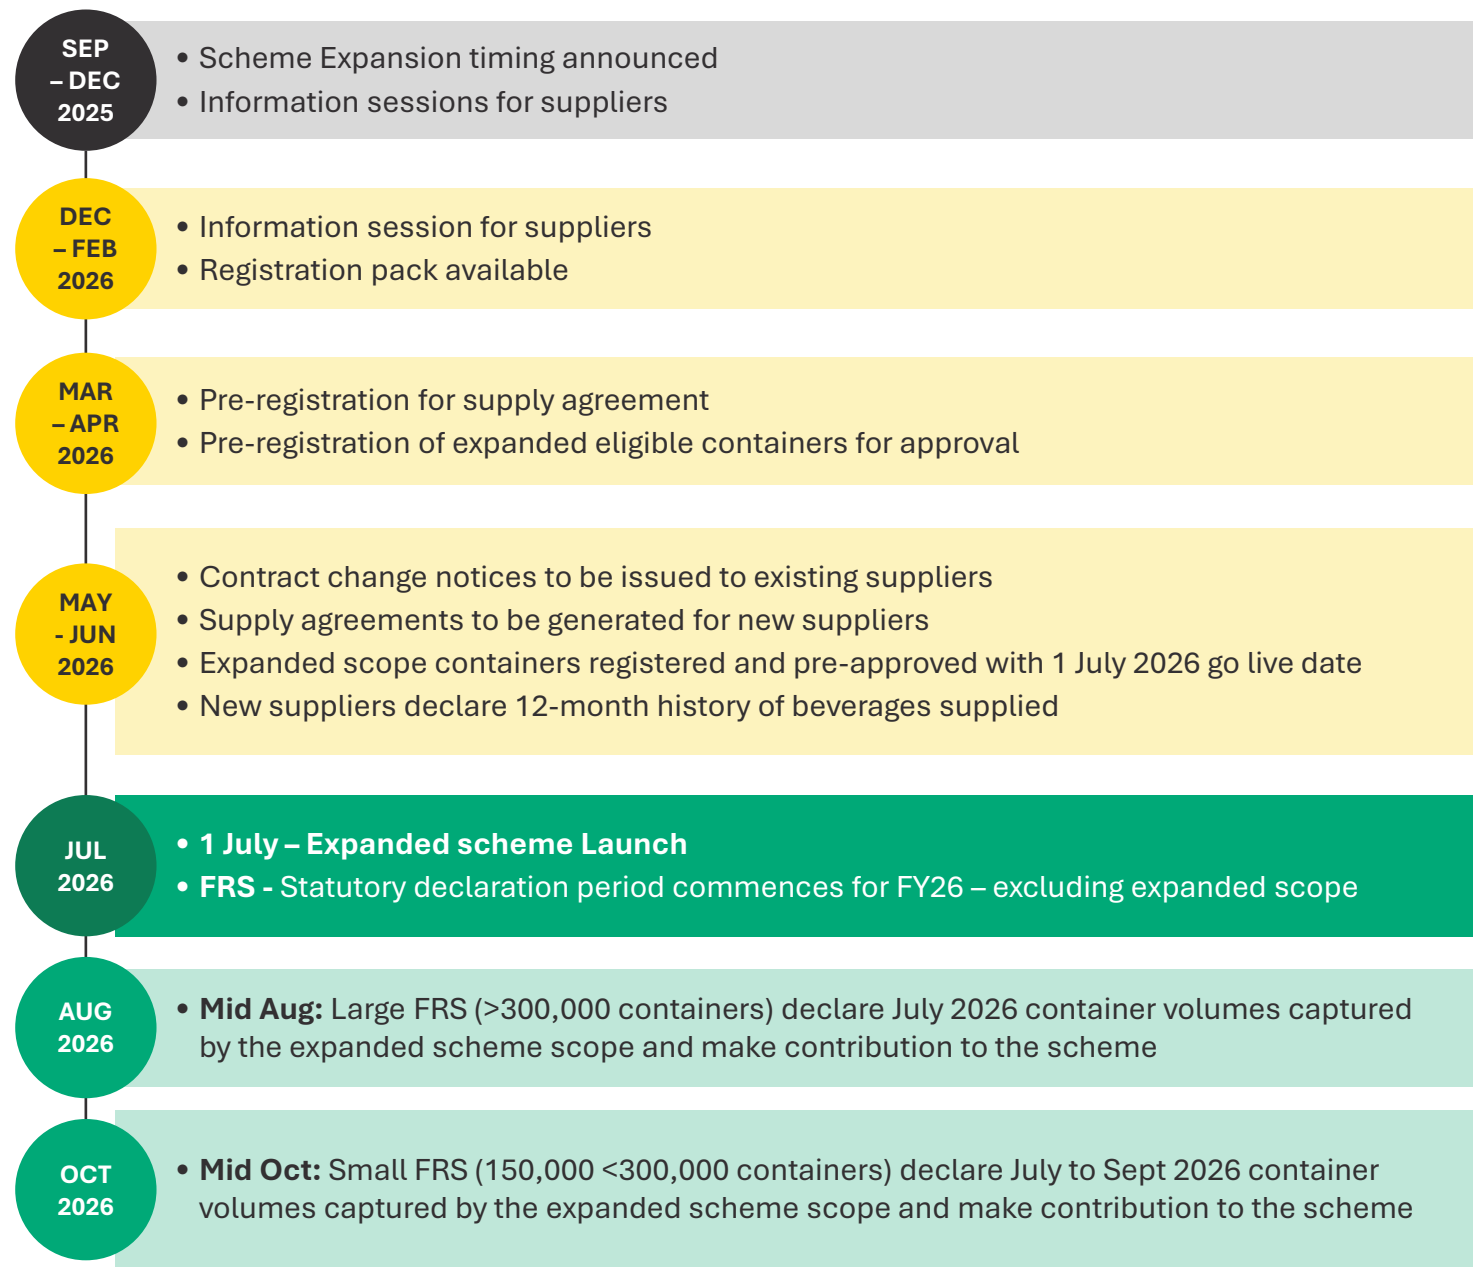 SEP
– DEC
2025
• Scheme Expansion timing announced
• Information sessions for suppliers
DEC
– FEB
2026
• Information session for suppliers
• Registration pack available
MAR
– APR
2026
• Pre-registration for supply agreement
• Pre-registration of expanded eligible containers for approval
MAY
- JUN
2026
• Contract change notices to be issued to existing suppliers
• Supply agreements to be generated for new suppliers
• Expanded scope containers registered and pre-approved with 1 July 2026 go live date
• New suppliers declare 12-month history of beverages supplied
JUL
2026
• 1 July – Expanded scheme Launch
• FRS - Statutory declaration period commences for FY26 – excluding expanded scope
AUG
2026
• Mid Aug: Large FRS (>300,000 containers) declare July 2026 container volumes captured
by the expanded scheme scope and make contribution to the scheme
OCT
2026
• Mid Oct: Small FRS (150,000 <300,000 containers) declare July to Sept 2026 container
volumes captured by the expanded scheme scope and make contribution to the scheme